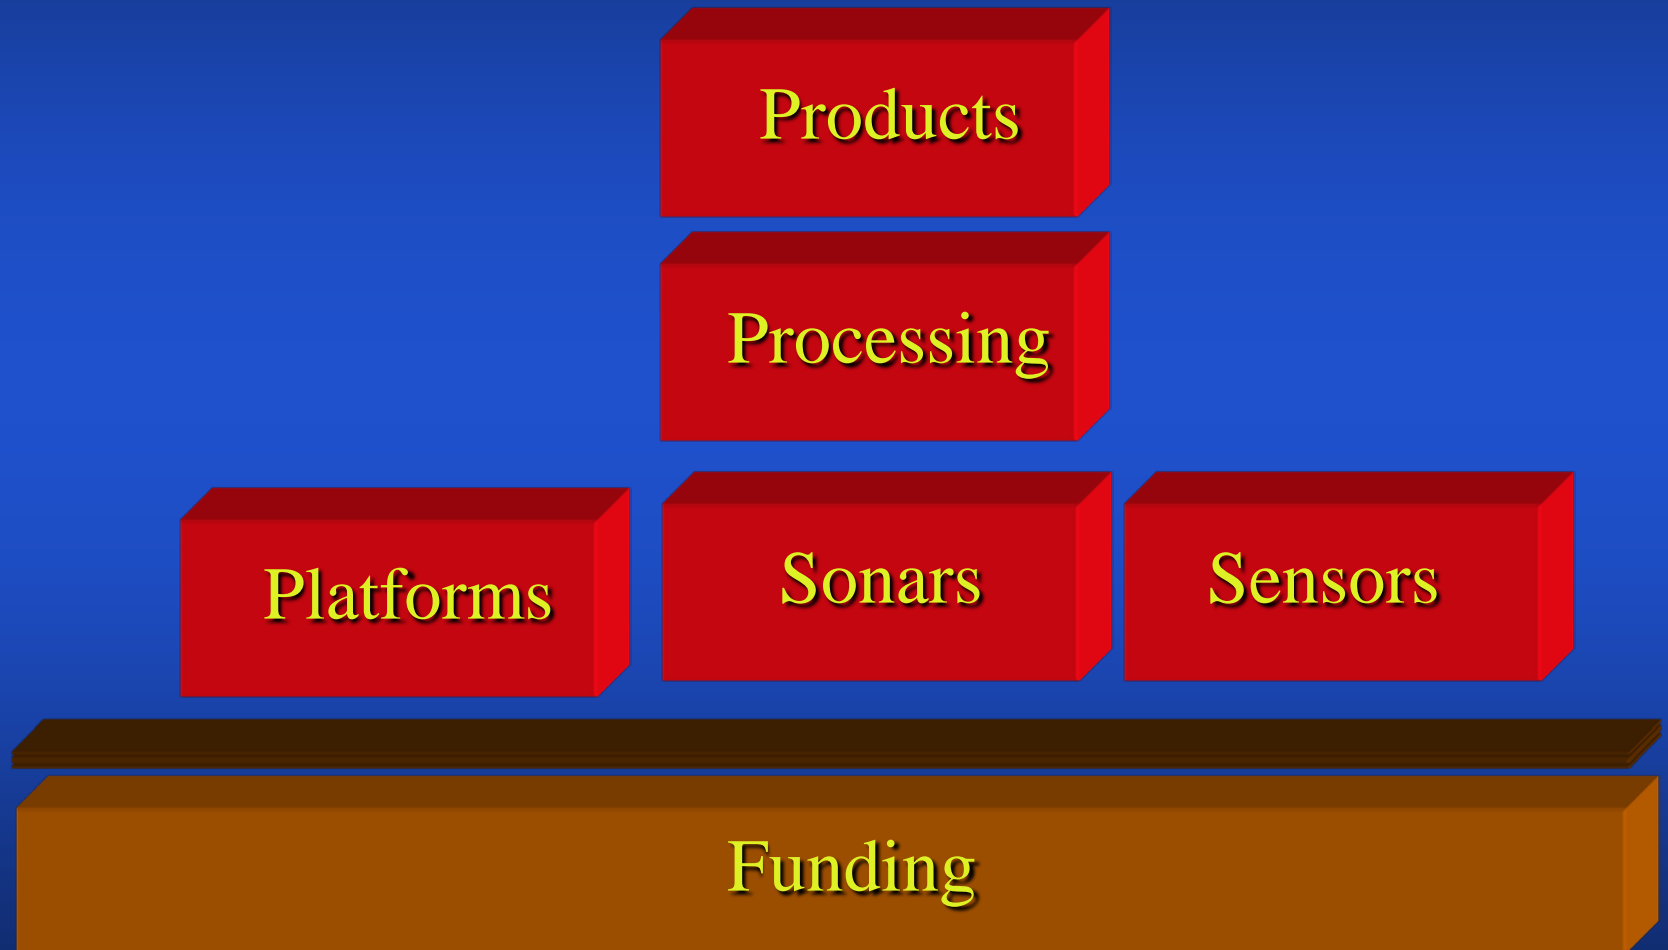 Products
Processing
Platforms
Sonars
Sensors
Funding